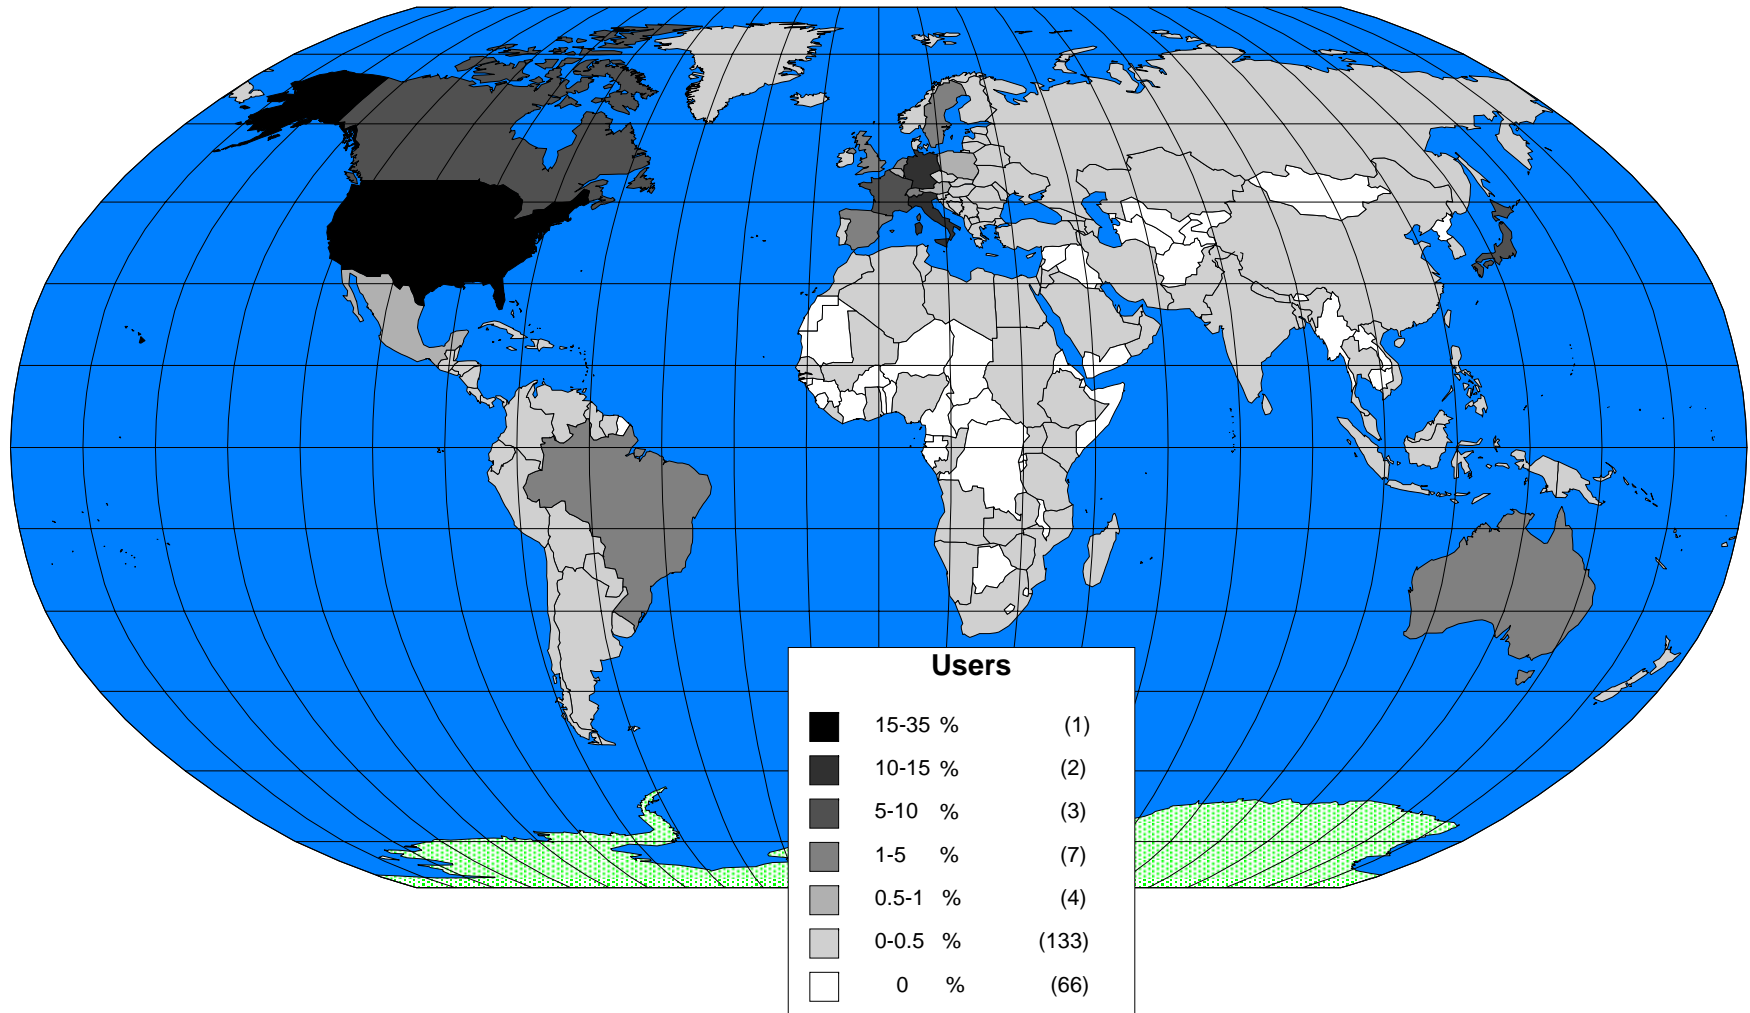 Users
15-35 % (1)
10-15 % (2)
5-10 % (3)
1-5 % (7)
0.5-1 % (4)
0-0.5 % (133)
0 % (66)